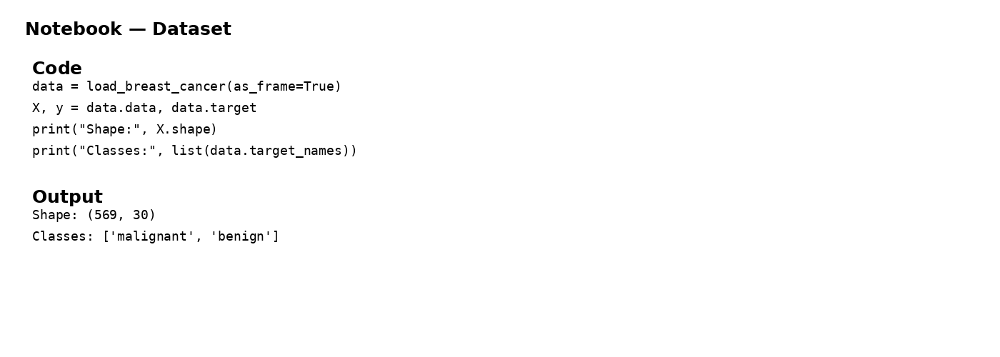 Notebook — Dataset
Code
data = load_breast_cancer(as_frame=True)
X, y = data.data, data.target
print("Shape:", X.shape)
print("Classes:", list(data.target_names))
Output
Shape: (569, 30)
Classes: ['malignant', 'benign']